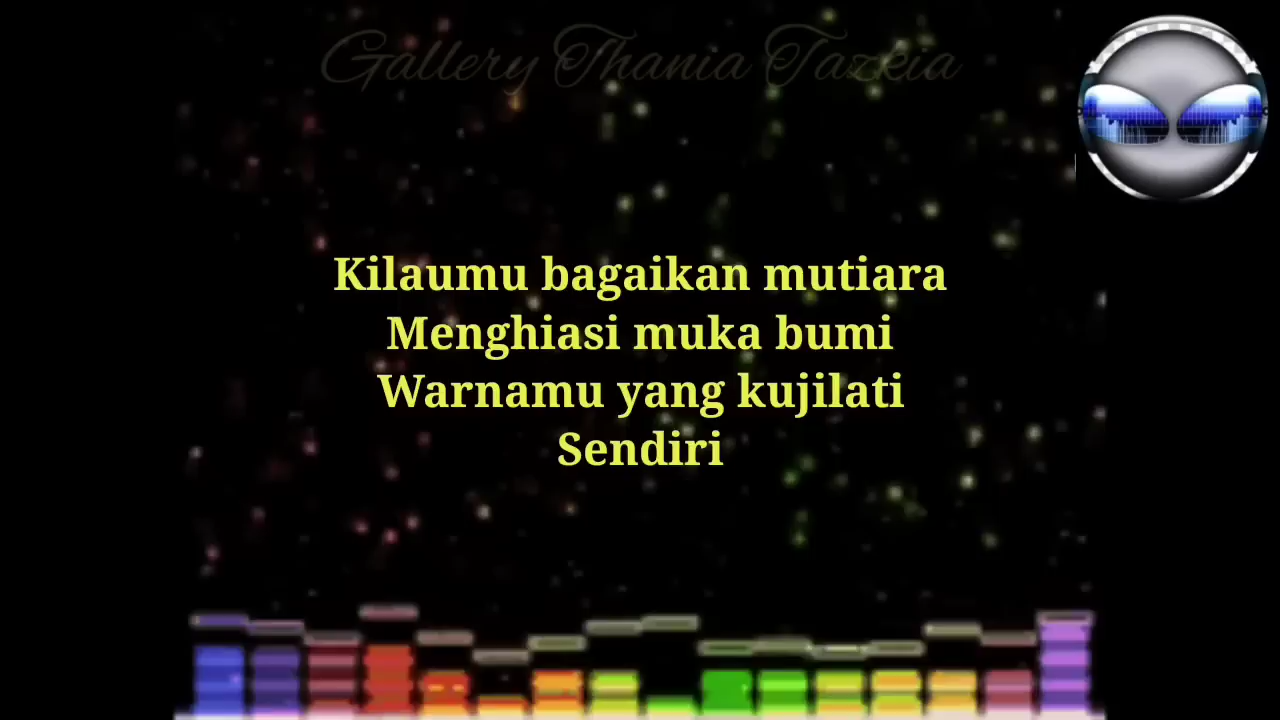 Gallery Thania Tazkia
Kilaumu bagaikan mutiara
Menghiasi muka bumi
Warnamu yang kujilati
Sendiri